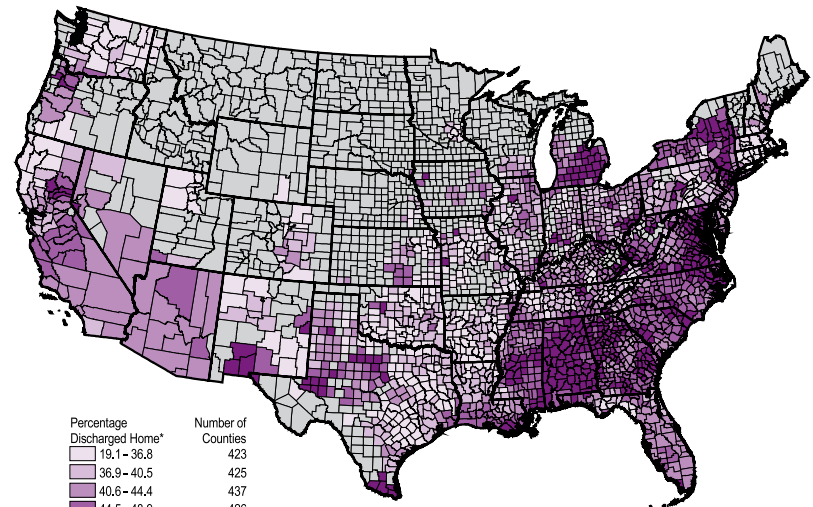 Percentage Number of
Discharged Home* Counties
19.1 – 36.8 423
36.9 – 40.5 425
40.6 – 44.4 437